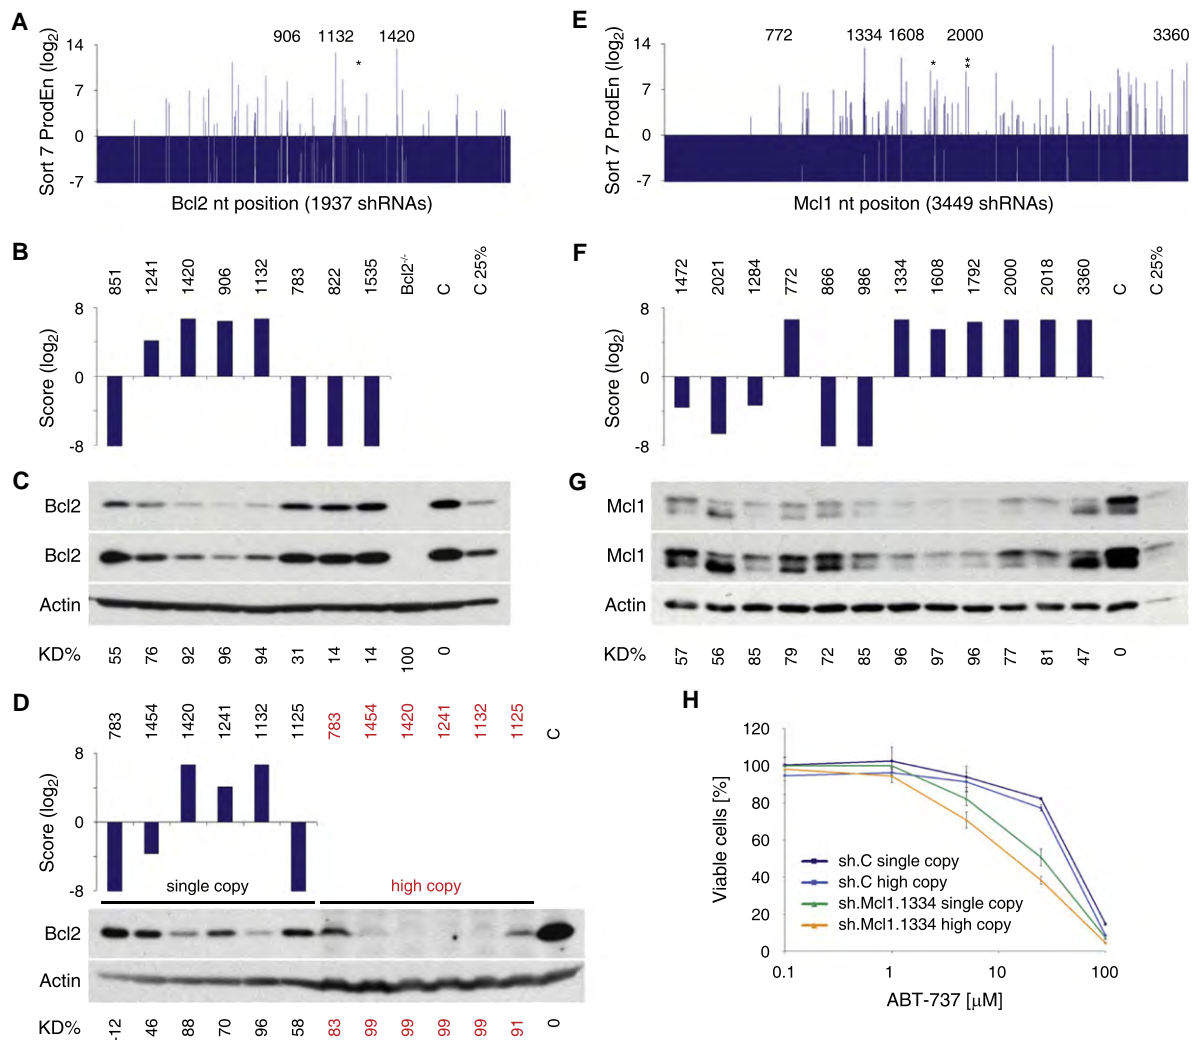 A
906 1132 1420
14
*
7
0
-7
Sort 7 ProdEn (log2)
Bcl2 nt position (1937 shRNAs)
E
772 1334 1608 2000 3360
14
* **
7
0
-7
Sort 7 ProdEn (log2)
Mcl1 nt positon (3449 shRNAs)
B
851 1241 1420 906 1132 783 822 1535 Bcl2-/- C C 25%
8
0
-8
Score (log2)
F
1472 2021 1284 772 866 986 1334 1608 1792 2000 2018 3360 C C 25%
8
0
-8
Score (log2)
C
Bcl2
Bcl2
Actin
KD% 55 76 92 96 94 31 14 14 100 0
G
Mcl1
Mcl1
Actin
KD% 57 56 85 79 72 85 96 97 96 77 81 47 0
D
783 1454 1420 1241 1132 1125 783 1454 1420 1241 1132 1125 C
8
0
-8
Score (log2)
single copy high copy
Bcl2
Actin
KD% -12 46 88 70 96 58 83 99 99 99 99 91 0
H
120
100
80
60
40
20
0
Viable cells [%]
sh.C single copy
sh.C high copy
sh.Mcl1.1334 single copy
sh.Mcl1.1334 high copy
0.1 1 10 100
ABT-737 [µM]